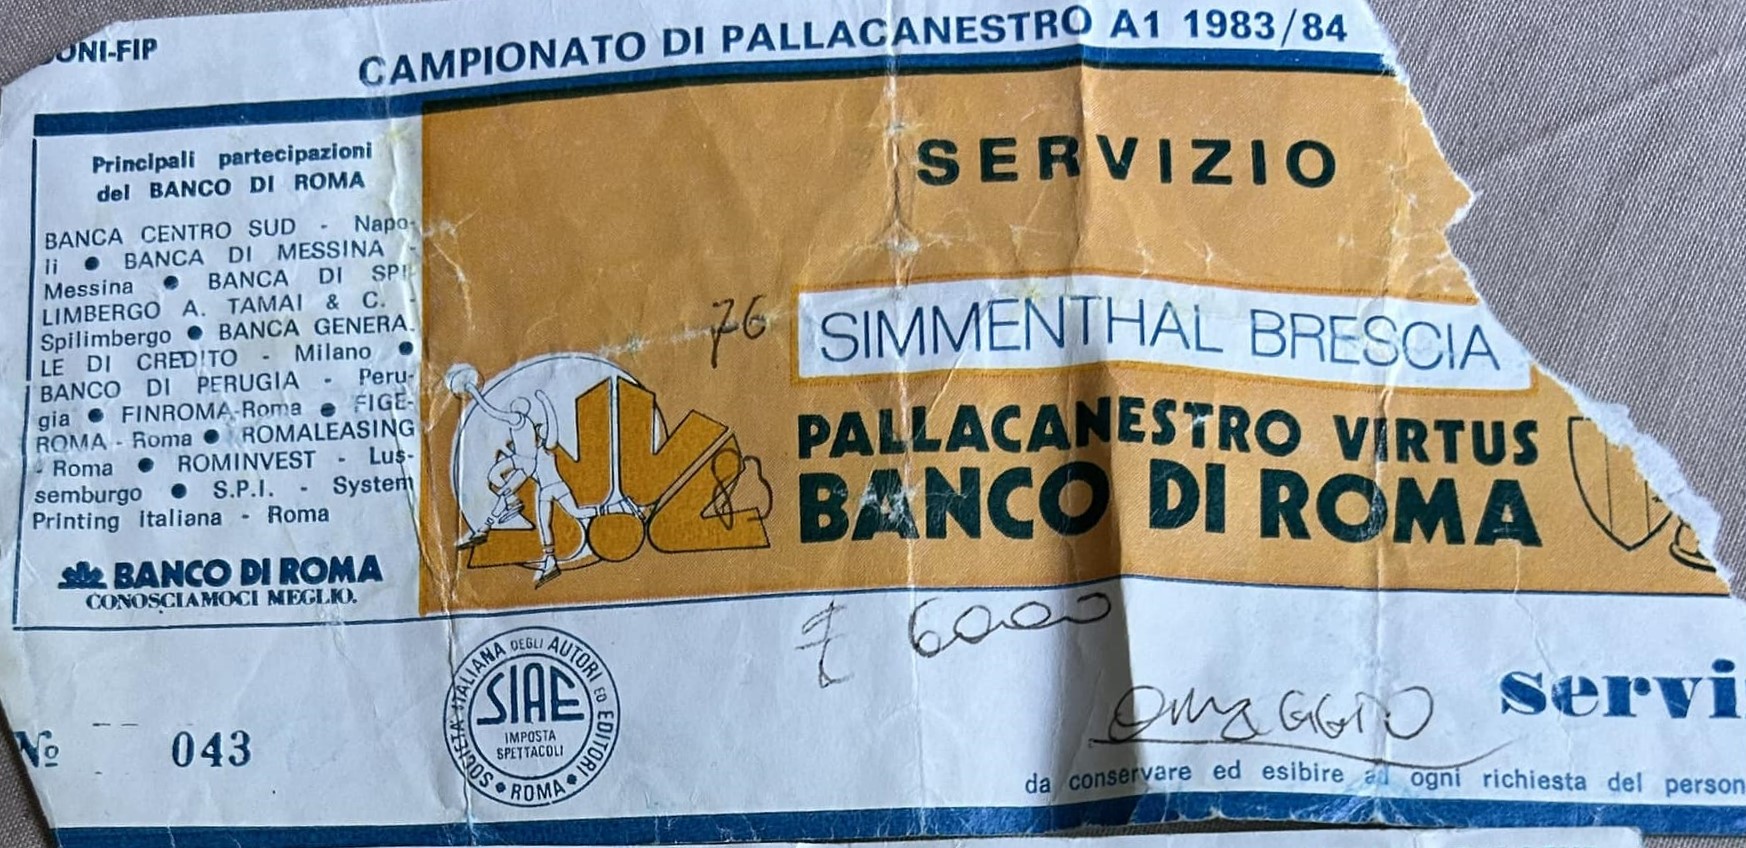 ONI-FIP
CAMPIONATO DI PALLACANESTRO A1 1983/84
Principali partecipazioni
del BANCO DI ROMA
BANCA CENTRO SUD - Napo-
li ● BANCA DI MESSINA -
Messina ● BANCA DI SPI-
LIMBERGO A. TAMAI & C. -
Spilimbergo ● BANCA GENERA-
LE DI CREDITO - Milano ●
BANCO DI PERUGIA - Peru-
gia ● FINROMA-Roma ● FIGE-
ROMA - Roma ● ROMALEASING
- Roma ● ROMINVEST - Lus-
semburgo ● S.P.I. - System
Printing Italiana - Roma
BANCO DI ROMA
CONOSCIAMOCI MEGLIO.
SERVIZIO
76
SIMMENTHAL BRESCIA
PALLACANESTRO VIRTUS
BANCO DI ROMA
£ 6000
OMAGGIO
servi
Nº 043
SOCIETA ITALIANA DEGLI AUTORI ED EDITORI
SIAE
IMPOSTA
SPETTACOLI
• ROMA •
da conservare ed esibire ad ogni richiesta del person